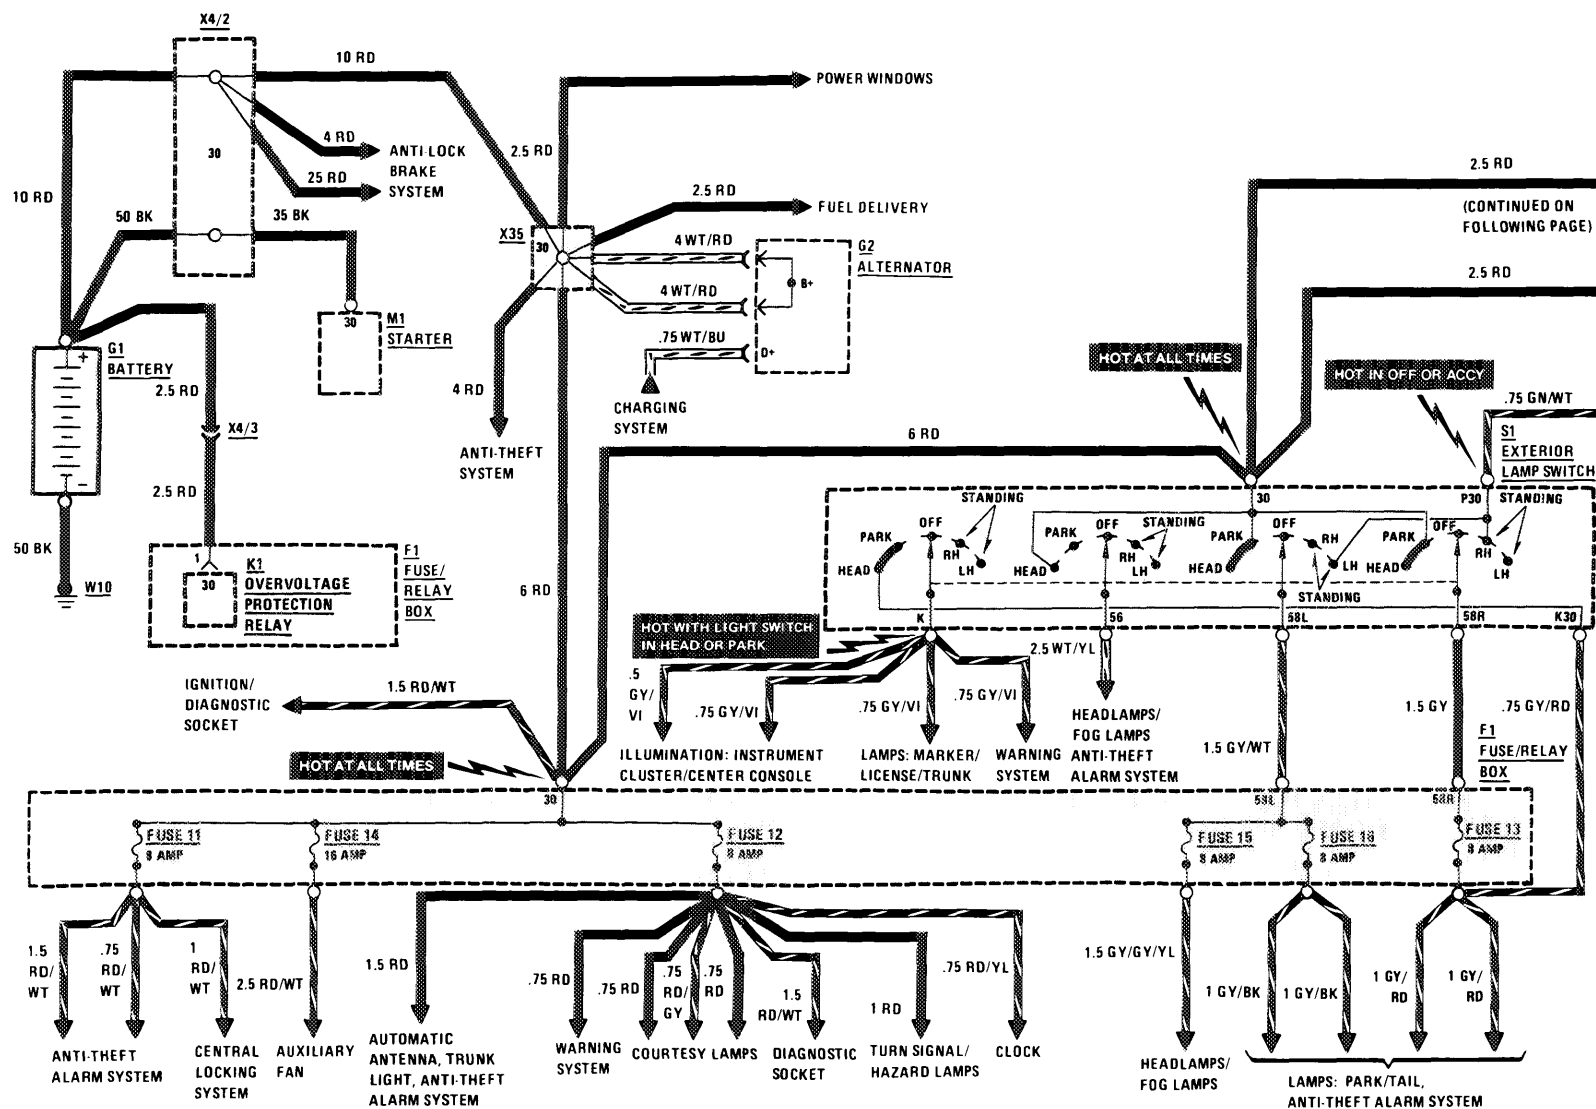 X4/2
10 RD
POWER WINDOWS
4 RD
ANTI-LOCK
BRAKE
SYSTEM
30
25 RD
10 RD
2.5 RD
2.5 RD
2.5 RD
(CONTINUED ON
FOLLOWING PAGE)
50 BK
35 BK
FUEL DELIVERY
X35
30
4 WT/RD
G2
ALTERNATOR
B+
4 WT/RD
2.5 RD
30
M1
STARTER
.75 WT/BU
D+
G1
BATTERY
+
-
2.5 RD
4 RD
CHARGING
SYSTEM
HOT AT ALL TIMES
HOT IN OFF OR ACCY
.75 GN/WT
X4/3
ANTI-THEFT
SYSTEM
6 RD
S1
EXTERIOR
LAMP SWITCH
2.5 RD
30
P30
STANDING
STANDING
PARK
OFF
RH
LH
HEAD
PARK
OFF
STANDING
RH
LH
HEAD
PARK
OFF
RH
LH
HEAD
STANDING
PARK
OFF
RH
LH
HEAD
50 BK
W10
1
30
K1
OVERVOLTAGE
PROTECTION
RELAY
F1
FUSE/
RELAY
BOX
6 RD
K
56
58L
58R
K30
HOT WITH LIGHT SWITCH
IN HEAD OR PARK
IGNITION/
DIAGNOSTIC
SOCKET
1.5 RD/WT
.5
GY/
VI
.75 GY/VI
.75 GY/VI
.75 GY/VI
2.5 WT/YL
1.5 GY/WT
1.5 GY
.75 GY/RD
ILLUMINATION: INSTRUMENT
CLUSTER/CENTER CONSOLE
LAMPS: MARKER/
LICENSE/TRUNK
WARNING
SYSTEM
HEADLAMPS/
FOG LAMPS
ANTI-THEFT
ALARM SYSTEM
F1
FUSE/RELAY
BOX
HOT AT ALL TIMES
30
58L
58R
FUSE 11
8 AMP
FUSE 14
16 AMP
FUSE 12
8 AMP
FUSE 15
8 AMP
FUSE 16
8 AMP
FUSE 13
8 AMP
1.5
RD/
WT
.75
RD/
WT
1
RD/
WT
2.5 RD/WT
1.5 RD
.75 RD
.75 RD
.75
RD/
GY
.75
RD
1.5
RD/WT
1 RD
.75 RD/YL
1.5 GY/GY/YL
1 GY/BK
1 GY/BK
1 GY/
RD
1 GY/
RD
ANTI-THEFT
ALARM SYSTEM
CENTRAL
LOCKING
SYSTEM
AUXILIARY
FAN
AUTOMATIC
ANTENNA, TRUNK
LIGHT, ANTI-THEFT
ALARM SYSTEM
WARNING
SYSTEM
COURTESY LAMPS
DIAGNOSTIC
SOCKET
TURN SIGNAL/
HAZARD LAMPS
CLOCK
HEADLAMPS/
FOG LAMPS
LAMPS: PARK/TAIL,
ANTI-THEFT ALARM SYSTEM